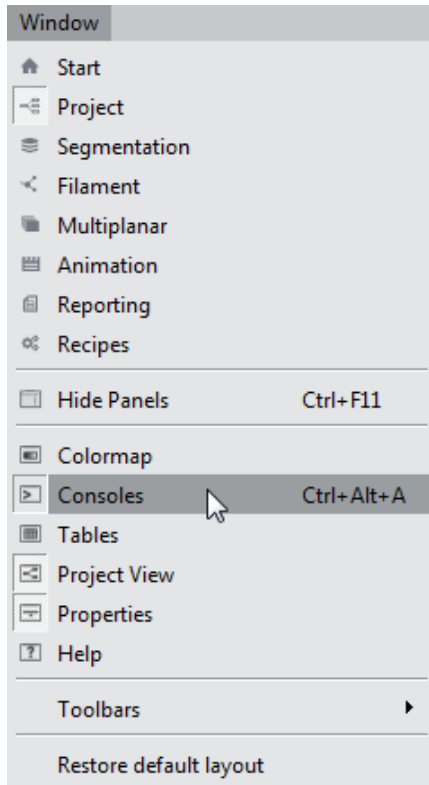 Window
Start
Project
Segmentation
Filament
Multiplanar
Animation
Reporting
Recipes
Hide Panels Ctrl+F11
Colormap
Consoles Ctrl+Alt+A
Tables
Project View
Properties
Help
Toolbars
Restore default layout